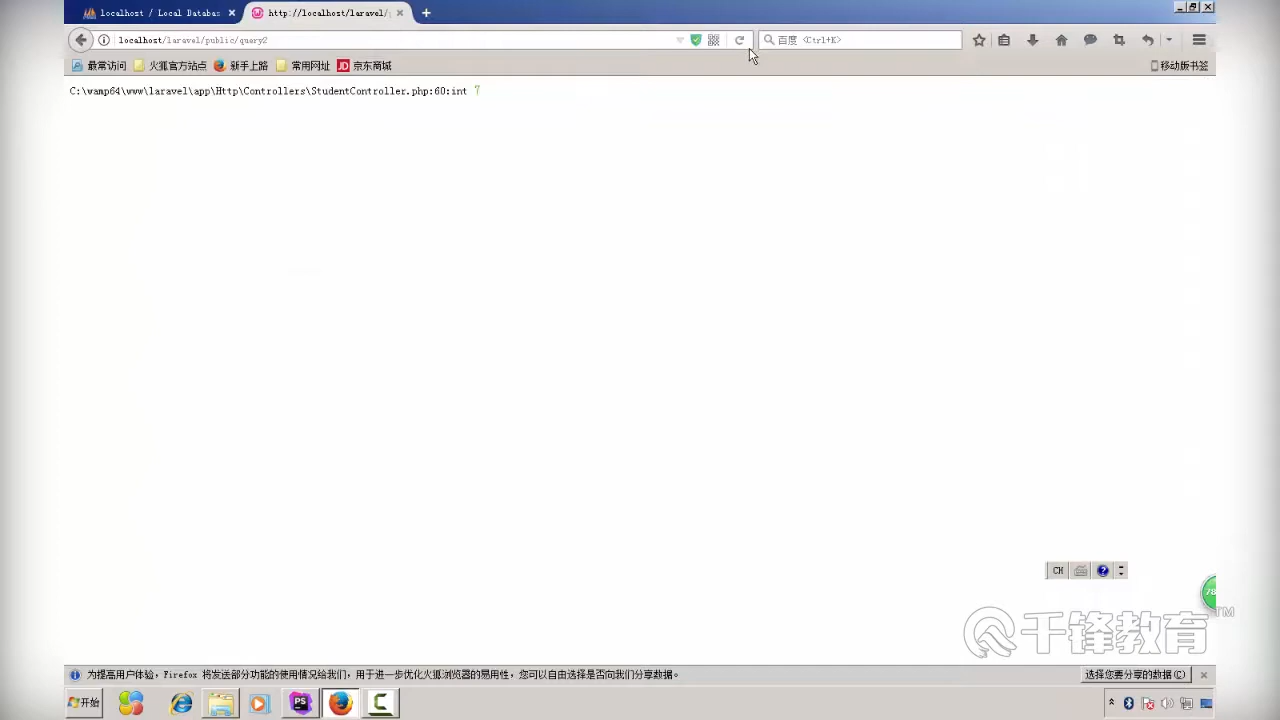 localhost / Local Databas
http://localhost/laravel/
localhost/laravel/public/query2
百度 <Ctrl+K>
最常访问 火狐官方站点 新手上路 常用网址 JD 京东商城
移动版书签
C:\wamp64\www\laravel\app\Http\Controllers\StudentController.php:60:int 7
CH
78
千锋教育 TM
为提高用户体验，Firefox 将发送部分功能的使用情况给我们，用于进一步优化火狐浏览器的易用性，您可以自由选择是否向我们分享数据。
选择您要分享的数据(C)
开始
PS